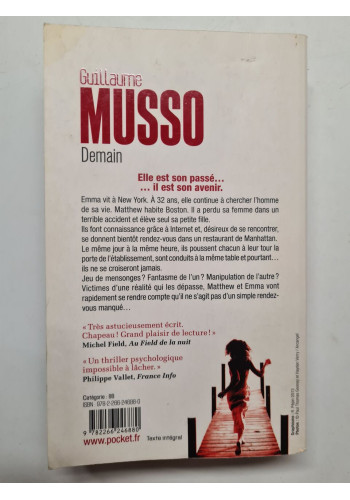 Guillaume
MUSSO
Demain
Elle est son passé…
… il est son avenir.
Emma vit à New York. À 32 ans, elle continue à chercher l'homme
de sa vie. Matthew habite Boston. Il a perdu sa femme dans un
terrible accident et élève seul sa petite fille.
Ils font connaissance grâce à Internet et, désireux de se rencontrer,
se donnent bientôt rendez-vous dans un restaurant de Manhattan.
Le même jour à la même heure, ils poussent chacun à leur tour la
porte de l'établissement, sont conduits à la même table et pourtant…
ils ne se croiseront jamais.
Jeu de mensonges ? Fantasme de l'un ? Manipulation de l'autre ?
Victimes d'une réalité qui les dépasse, Matthew et Emma vont
rapidement se rendre compte qu'il ne s'agit pas d'un simple rendez-
vous manqué…
« Très astucieusement écrit.
Chapeau ! Grand plaisir de lecture ! »
Michel Field, Au Field de la nuit
« Un thriller psychologique
impossible à lâcher. »
Philippe Vallet, France Info
ISBN : 978-2-266-24688-0
9 782266 246880
www.pocket.fr
Texte intégral